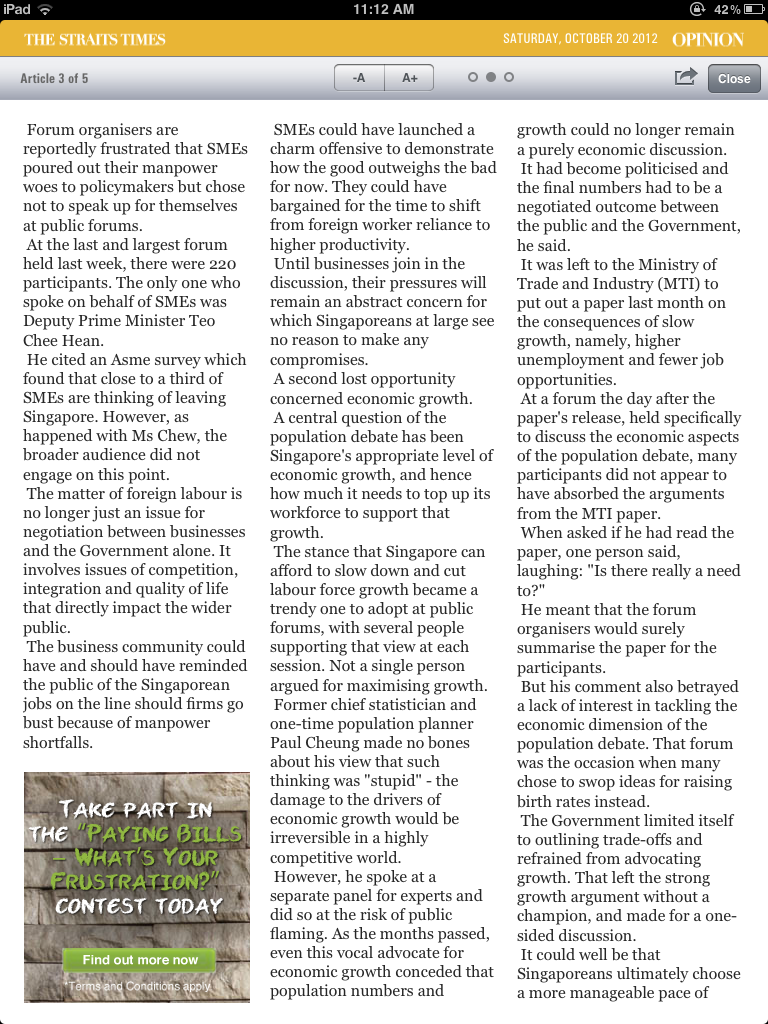 iPad
11:12 AM
42%
THE STRAITS TIMES
SATURDAY, OCTOBER 20 2012
OPINION
Article 3 of 5
-A
A+
Close
Forum organisers are
reportedly frustrated that SMEs
poured out their manpower
woes to policymakers but chose
not to speak up for themselves
at public forums.
At the last and largest forum
held last week, there were 220
participants. The only one who
spoke on behalf of SMEs was
Deputy Prime Minister Teo
Chee Hean.
He cited an Asme survey which
found that close to a third of
SMEs are thinking of leaving
Singapore. However, as
happened with Ms Chew, the
broader audience did not
engage on this point.
The matter of foreign labour is
no longer just an issue for
negotiation between businesses
and the Government alone. It
involves issues of competition,
integration and quality of life
that directly impact the wider
public.
The business community could
have and should have reminded
the public of the Singaporean
jobs on the line should firms go
bust because of manpower
shortfalls.
TAKE PART IN
THE "PAYING BILLS
– WHAT'S YOUR
FRUSTRATION?"
CONTEST TODAY
Find out more now
*Terms and Conditions apply
SMEs could have launched a
charm offensive to demonstrate
how the good outweighs the bad
for now. They could have
bargained for the time to shift
from foreign worker reliance to
higher productivity.
Until businesses join in the
discussion, their pressures will
remain an abstract concern for
which Singaporeans at large see
no reason to make any
compromises.
A second lost opportunity
concerned economic growth.
A central question of the
population debate has been
Singapore's appropriate level of
economic growth, and hence
how much it needs to top up its
workforce to support that
growth.
The stance that Singapore can
afford to slow down and cut
labour force growth became a
trendy one to adopt at public
forums, with several people
supporting that view at each
session. Not a single person
argued for maximising growth.
Former chief statistician and
one-time population planner
Paul Cheung made no bones
about his view that such
thinking was "stupid" - the
damage to the drivers of
economic growth would be
irreversible in a highly
competitive world.
However, he spoke at a
separate panel for experts and
did so at the risk of public
flaming. As the months passed,
even this vocal advocate for
economic growth conceded that
population numbers and
growth could no longer remain
a purely economic discussion.
It had become politicised and
the final numbers had to be a
negotiated outcome between
the public and the Government,
he said.
It was left to the Ministry of
Trade and Industry (MTI) to
put out a paper last month on
the consequences of slow
growth, namely, higher
unemployment and fewer job
opportunities.
At a forum the day after the
paper's release, held specifically
to discuss the economic aspects
of the population debate, many
participants did not appear to
have absorbed the arguments
from the MTI paper.
When asked if he had read the
paper, one person said,
laughing: "Is there really a need
to?"
He meant that the forum
organisers would surely
summarise the paper for the
participants.
But his comment also betrayed
a lack of interest in tackling the
economic dimension of the
population debate. That forum
was the occasion when many
chose to swop ideas for raising
birth rates instead.
The Government limited itself
to outlining trade-offs and
refrained from advocating
growth. That left the strong
growth argument without a
champion, and made for a one-
sided discussion.
It could well be that
Singaporeans ultimately choose
a more manageable pace of